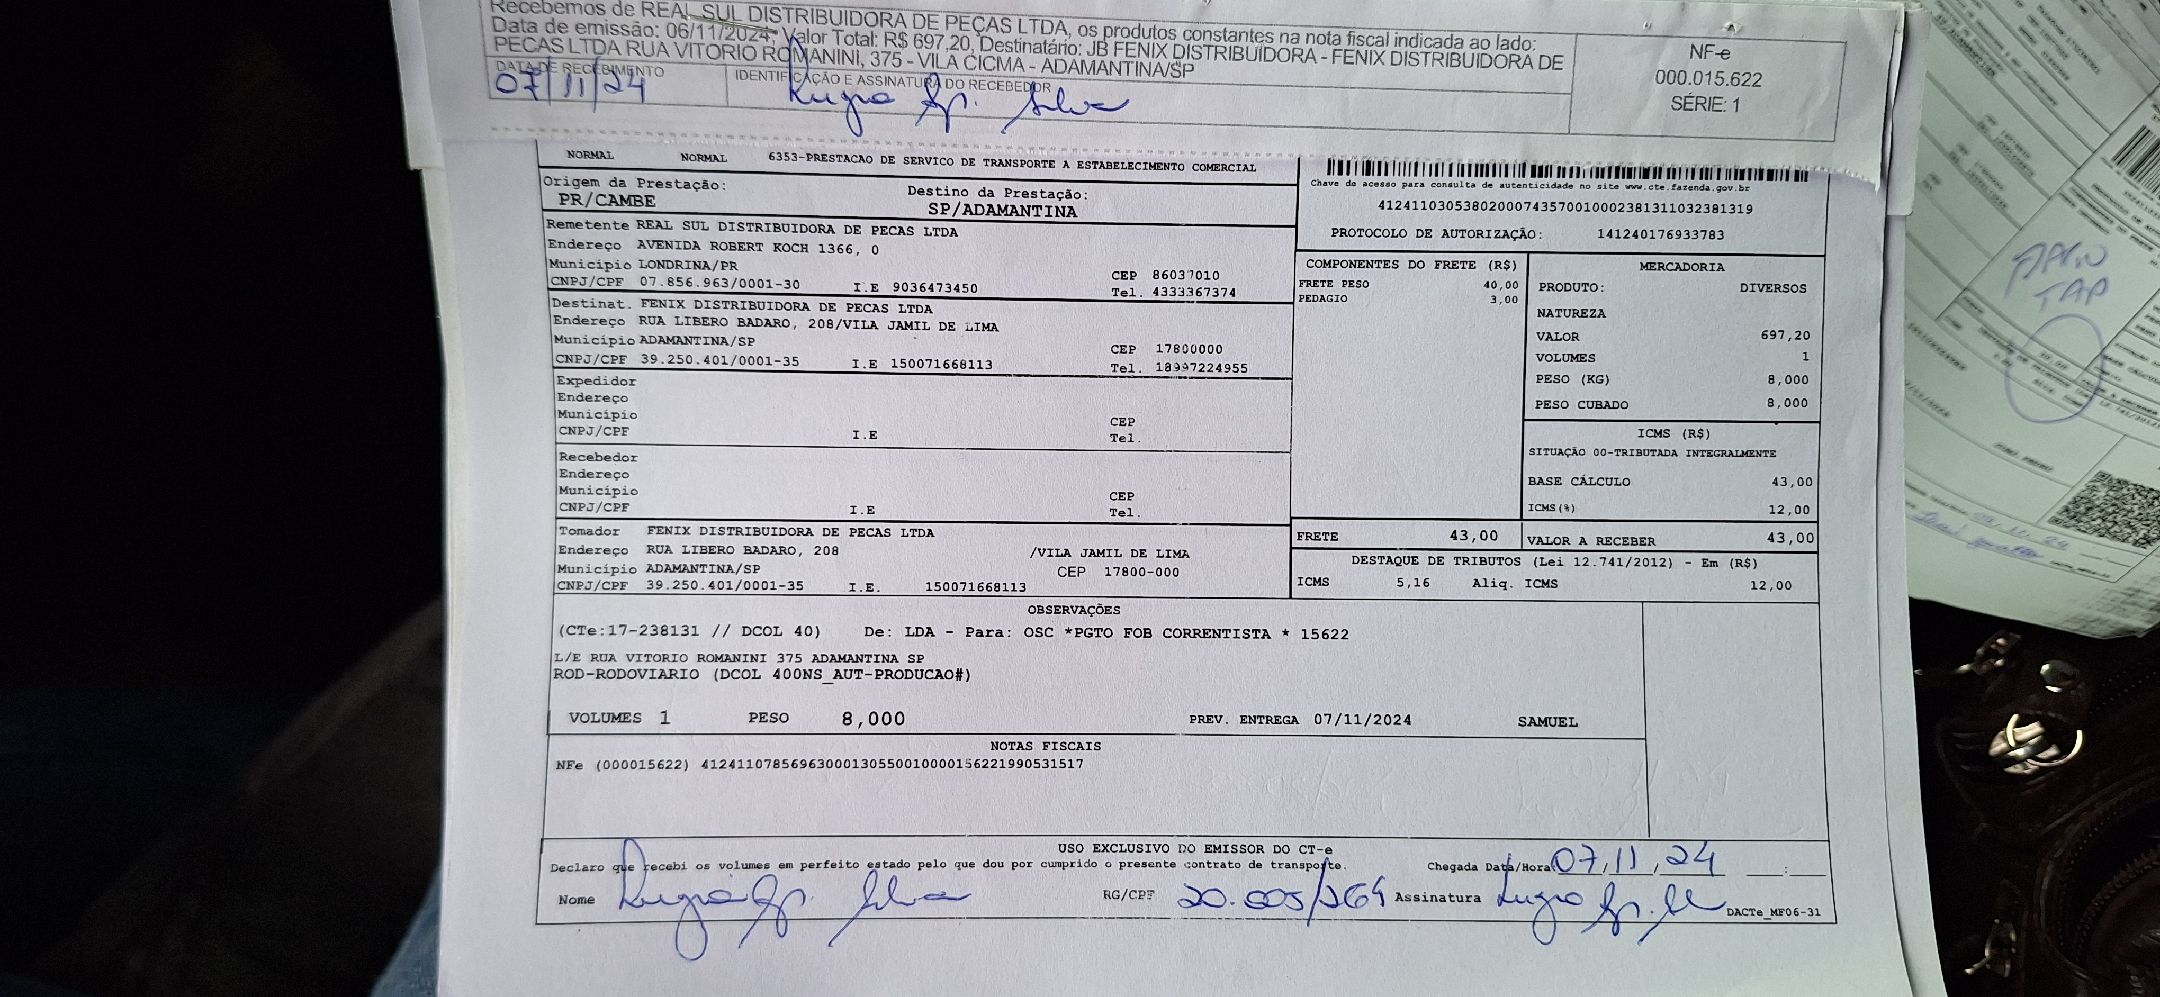 Recebemos de REAL SUL DISTRIBUIDORA DE PEÇAS LTDA, os produtos constantes na nota fiscal indicada ao lado:
Data de emissão: 06/11/2024, Valor Total: R$ 697,20, Destinatário: JB FENIX DISTRIBUIDORA - FENIX DISTRIBUIDORA DE
PECAS LTDA RUA VITORIO ROMANINI, 375 - VILA CICMA - ADAMANTINA/SP
NF-e
000.015.622
SÉRIE: 1
DATA DE RECEBIMENTO
07/11/24
IDENTIFICAÇÃO E ASSINATURA DO RECEBEDOR
Silva
NORMAL NORMAL 6353-PRESTACAO DE SERVICO DE TRANSPORTE A ESTABELECIMENTO COMERCIAL
Chave de acesso para consulta de autenticidade no site www.cte.fazenda.gov.br
41241103053802000743570010002381311032381319
PROTOCOLO DE AUTORIZAÇÃO: 141240176933783
Origem da Prestação:
PR/CAMBE
Destino da Prestação:
SP/ADAMANTINA
Remetente REAL SUL DISTRIBUIDORA DE PECAS LTDA
Endereço AVENIDA ROBERT KOCH 1366, 0
Município LONDRINA/PR
CEP 86037010
CNPJ/CPF 07.856.963/0001-30 I.E 9036473450 Tel. 4333367374
Destinat. FENIX DISTRIBUIDORA DE PECAS LTDA
Endereço RUA LIBERO BADARO, 208/VILA JAMIL DE LIMA
Município ADAMANTINA/SP
CEP 17800000
CNPJ/CPF 39.250.401/0001-35 I.E 150071668113 Tel. 18997224955
Expedidor
Endereço
Município
CEP
CNPJ/CPF I.E Tel.
Recebedor
Endereço
Município
CEP
CNPJ/CPF I.E Tel.
Tomador FENIX DISTRIBUIDORA DE PECAS LTDA
Endereço RUA LIBERO BADARO, 208 /VILA JAMIL DE LIMA
Município ADAMANTINA/SP CEP 17800-000
CNPJ/CPF 39.250.401/0001-35 I.E. 150071668113
COMPONENTES DO FRETE (R$)
FRETE PESO 40,00
PEDAGIO 3,00
MERCADORIA
PRODUTO: DIVERSOS
NATUREZA
VALOR 697,20
VOLUMES 1
PESO (KG) 8,000
PESO CUBADO 8,000
ICMS (R$)
SITUAÇÃO 00-TRIBUTADA INTEGRALMENTE
BASE CÁLCULO 43,00
ICMS(%) 12,00
FRETE 43,00
VALOR A RECEBER 43,00
DESTAQUE DE TRIBUTOS (Lei 12.741/2012) - Em (R$)
ICMS 5,16 Aliq. ICMS 12,00
OBSERVAÇÕES
(CTe:17-238131 // DCOL 40) De: LDA - Para: OSC *PGTO FOB CORRENTISTA * 15622
L/E RUA VITORIO ROMANINI 375 ADAMANTINA SP
ROD-RODOVIARIO (DCOL 400NS_AUT-PRODUCAO#)
VOLUMES 1 PESO 8,000 PREV. ENTREGA 07/11/2024 SAMUEL
NOTAS FISCAIS
NFe (000015622) 41241107856963000130550010000156221990531517
USO EXCLUSIVO DO EMISSOR DO CT-e
Declaro que recebi os volumes em perfeito estado pelo que dou por cumprido o presente contrato de transporte.
Chegada Data/Hora 07,11,24 __:__
Nome Silva RG/CPF Assinatura
DACTe_MF06-31